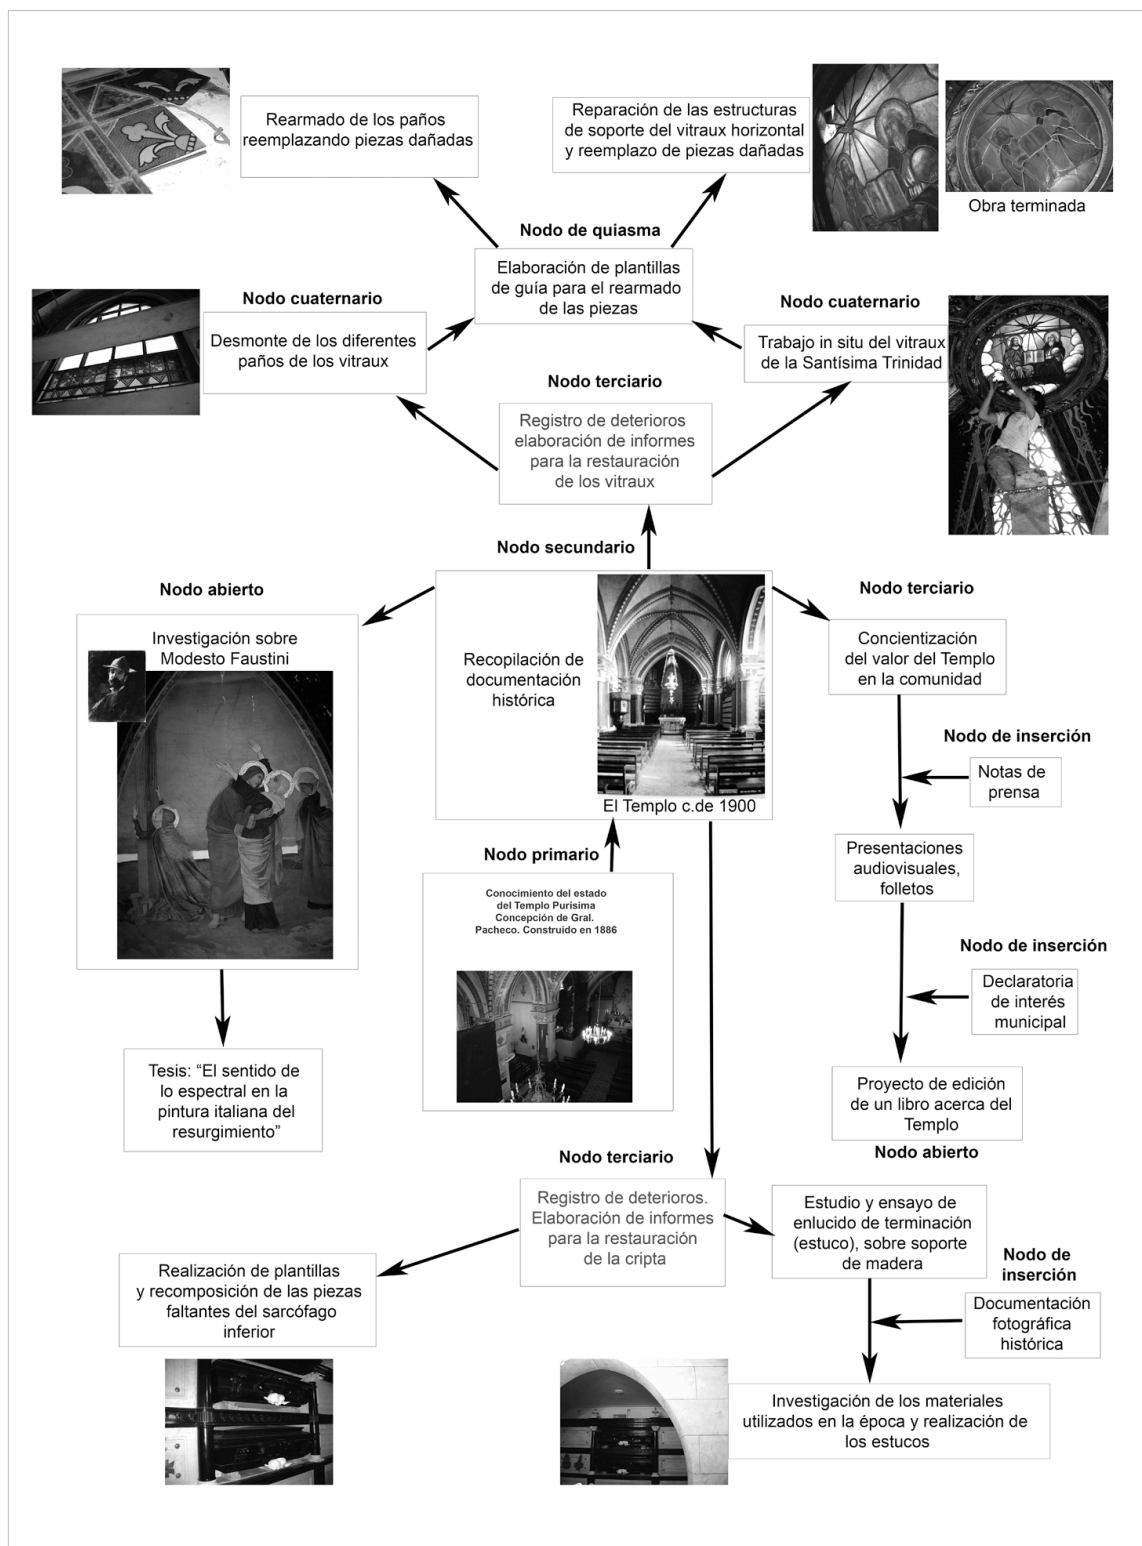 Rearmado de los paños
reemplazando piezas dañadas
Reparación de las estructuras
de soporte del vitraux horizontal
y reemplazo de piezas dañadas
Obra terminada
Nodo de quiasma
Elaboración de plantillas
de guía para el rearmado
de las piezas
Nodo cuaternario
Desmonte de los diferentes
paños de los vitraux
Nodo cuaternario
Trabajo in situ del vitraux
de la Santísima Trinidad
Nodo terciario
Registro de deterioros
elaboración de informes
para la restauración
de los vitraux
Nodo secundario
Recopilación de
documentación
histórica
El Templo c.de 1900
Nodo abierto
Investigación sobre
Modesto Faustini
Tesis: “El sentido de
lo espectral en la
pintura italiana del
resurgimiento”
Nodo primario
Conocimiento del estado
del Templo Purísima
Concepción de Gral.
Pacheco. Construido en 1886
Nodo terciario
Concientización
del valor del Templo
en la comunidad
Nodo de inserción
Notas de
prensa
Presentaciones
audiovisuales,
folletos
Nodo de inserción
Declaratoria
de interés
municipal
Proyecto de edición
de un libro acerca del
Templo
Nodo abierto
Nodo terciario
Registro de deterioros.
Elaboración de informes
para la restauración
de la cripta
Realización de plantillas
y recomposición de las piezas
faltantes del sarcófago
inferior
Estudio y ensayo de
enlucido de terminación
(estuco), sobre soporte
de madera
Nodo de
inserción
Documentación
fotográfica
histórica
Investigación de los materiales
utilizados en la época y realización de
los estucos